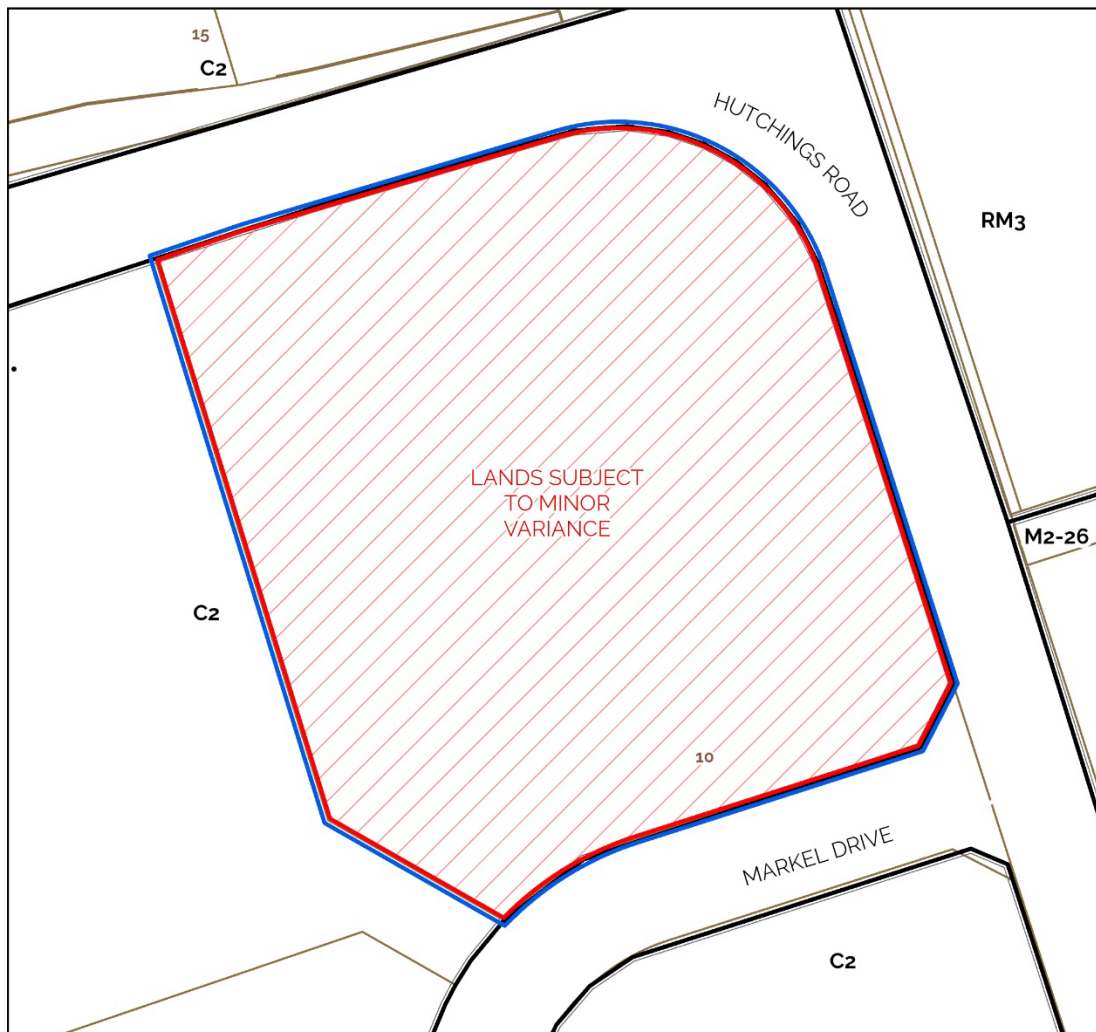 15
C2
HUTCHINGS ROAD
RM3
LANDS SUBJECT
TO MINOR
VARIANCE
M2-26
C2
10
MARKEL DRIVE
C2